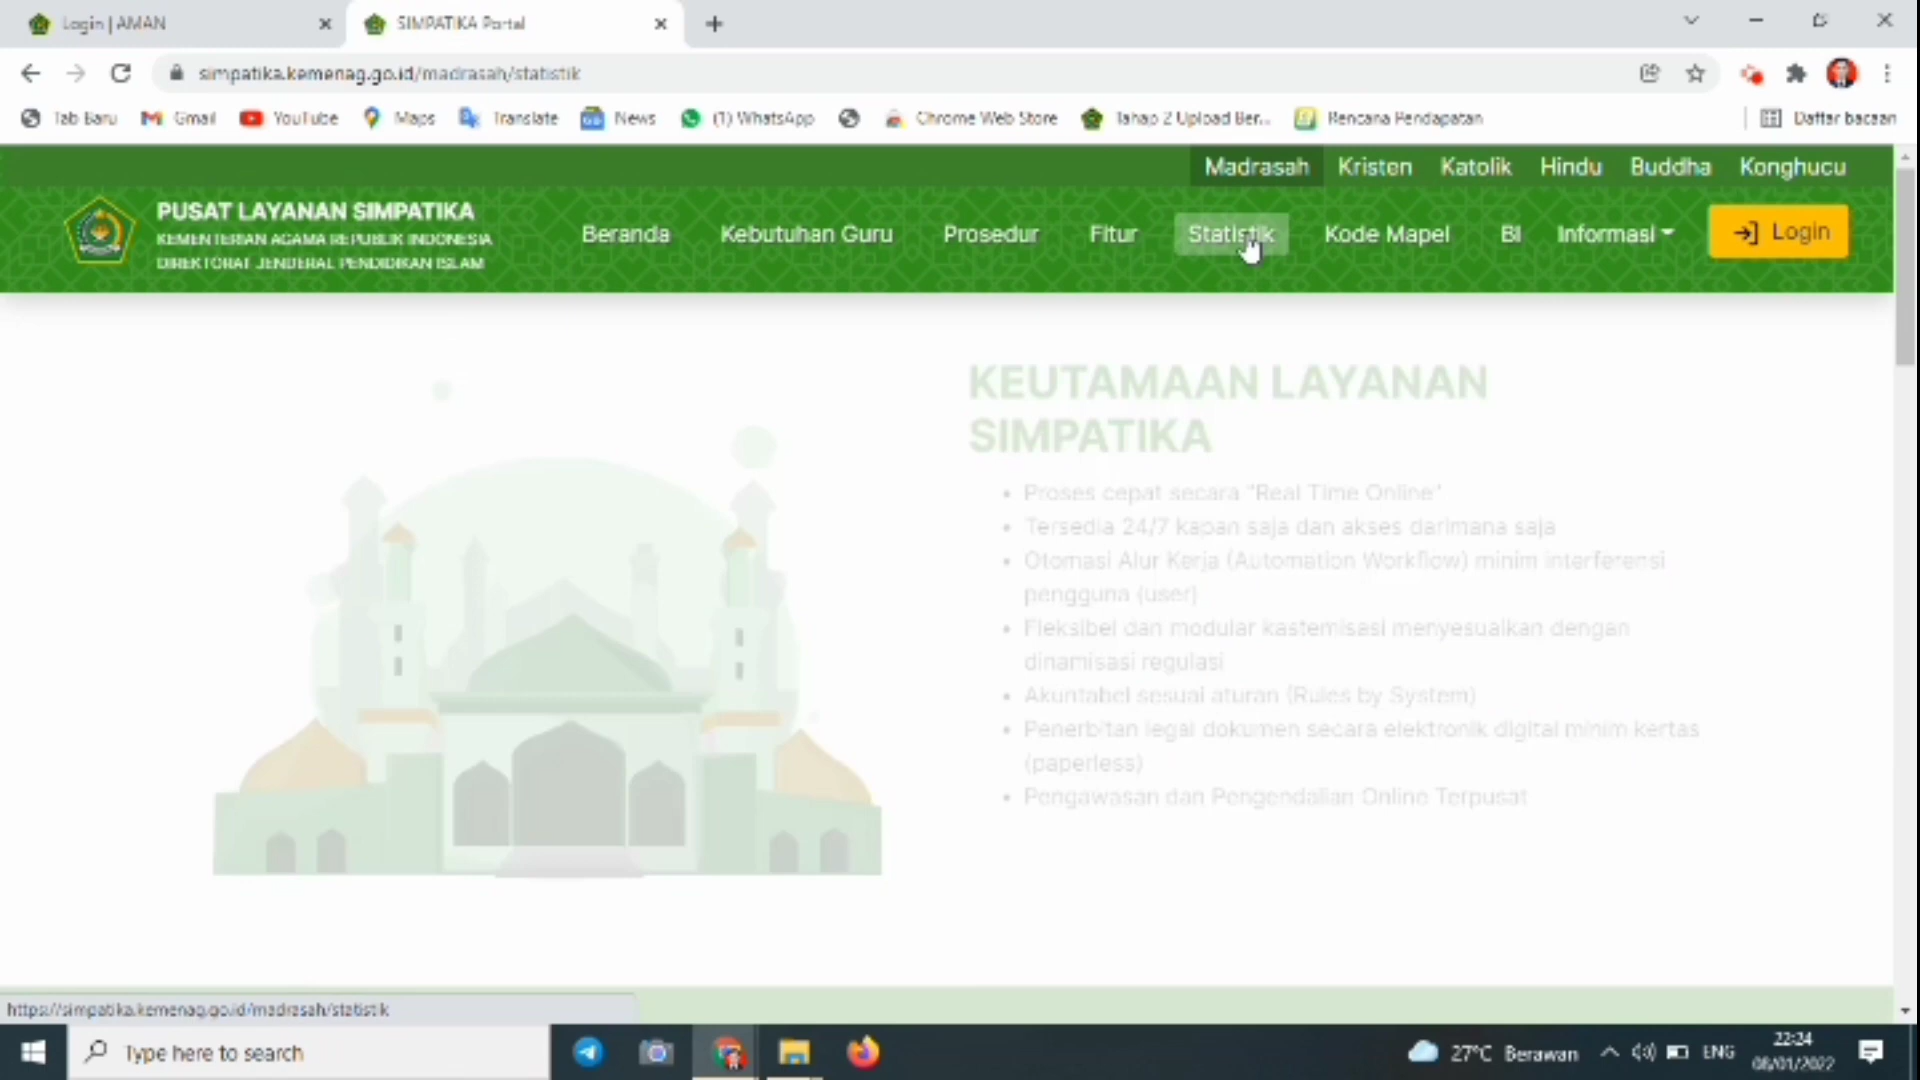 Login | AMAN
SIMPATIKA Portal
simpatika.kemenag.go.id/madrasah/statistik
Tab Baru
Gmail
YouTube
Maps
Translate
News
(1) WhatsApp
Chrome Web Store
Tahap 2 Upload Ber...
Rencana Pendapatan
Daftar bacaan
Madrasah Kristen Katolik Hindu Buddha Konghucu
PUSAT LAYANAN SIMPATIKA
KEMENTERIAN AGAMA REPUBLIK INDONESIA
DIREKTORAT JENDERAL PENDIDIKAN ISLAM
Beranda Kebutuhan Guru Prosedur Fitur Statistik Kode Mapel BI Informasi Login
KEUTAMAAN LAYANAN
SIMPATIKA
• Proses cepat secara "Real Time Online"
• Tersedia 24/7 kapan saja dan akses darimana saja
• Otomasi Alur Kerja (Automation Workflow) minim interferensi
pengguna (user)
• Fleksibel dan modular kastemisasi menyesuaikan dengan
dinamisasi regulasi
• Akuntabel sesuai aturan (Rules by System)
• Penerbitan legal dokumen secara elektronik digital minim kertas
(paperless)
• Pengawasan dan Pengendalian Online Terpusat
https://simpatika.kemenag.go.id/madrasah/statistik
Type here to search
27°C Berawan
ENG
22:24
08/01/2022